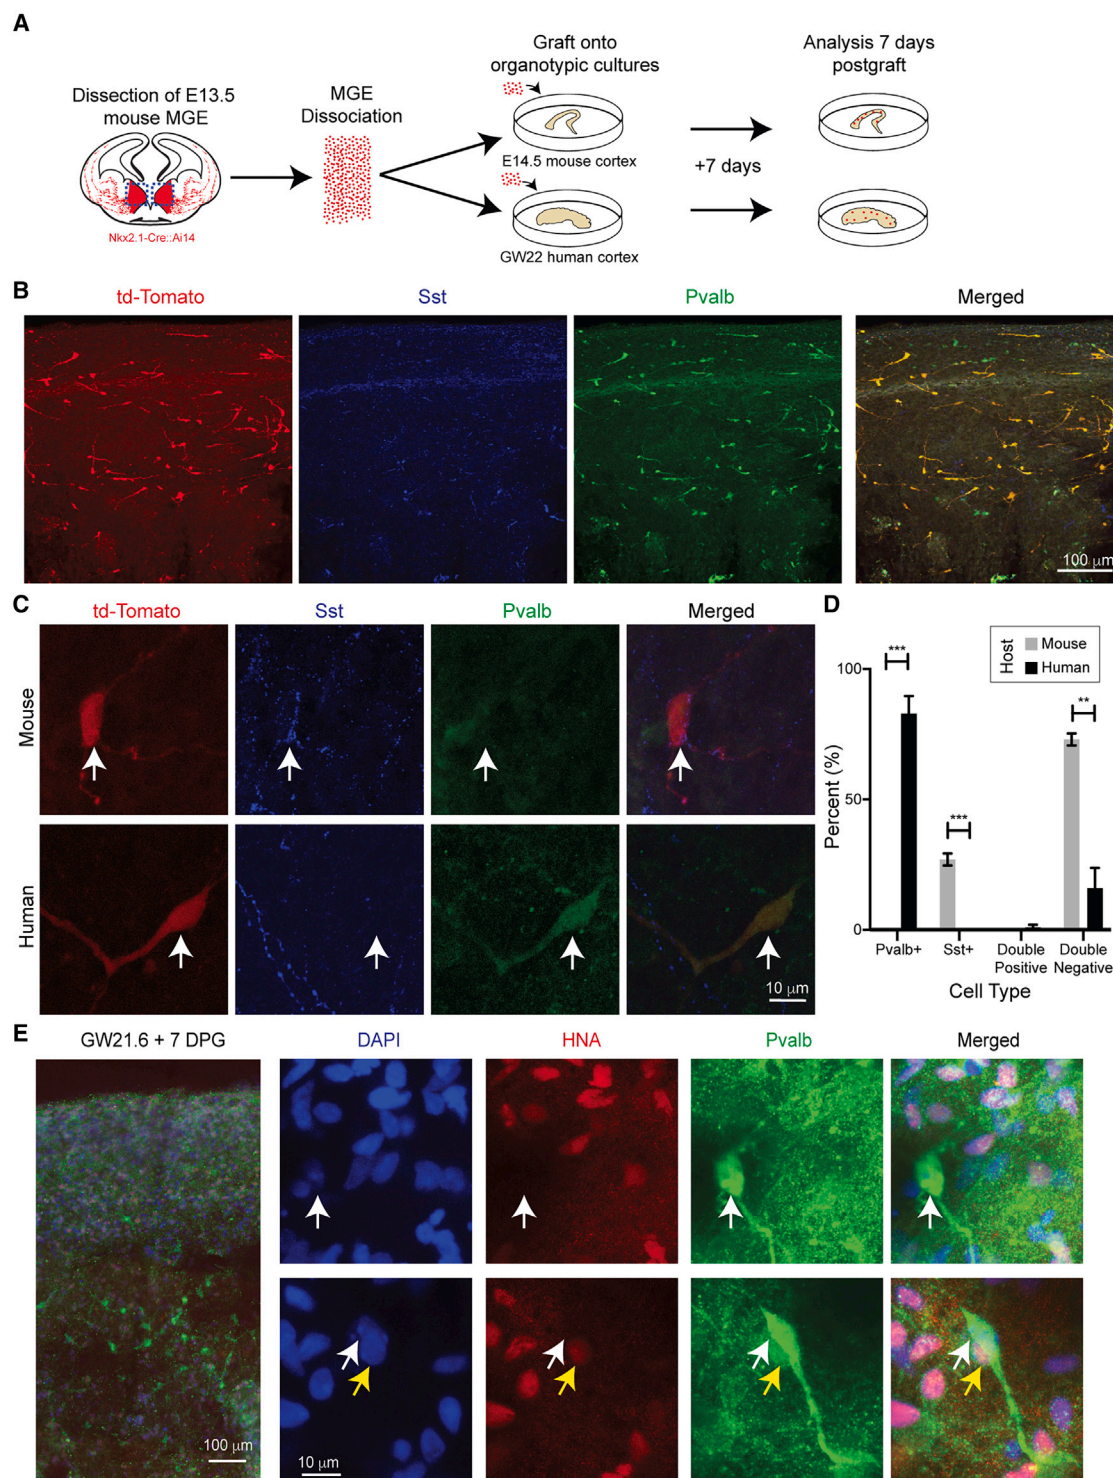 A
Dissection of E13.5
mouse MGE
Nkx2.1-Cre::Ai14
MGE
Dissociation
Graft onto
organotypic cultures
E14.5 mouse cortex
GW22 human cortex
+7 days
Analysis 7 days
postgraft
B
td-Tomato
Sst
Pvalb
Merged
100 μm
C
td-Tomato
Sst
Pvalb
Merged
Mouse
Human
10 μm
D
Host
Mouse
Human
***
***
**
100
50
0
Percent (%)
Pvalb+
Sst+
Double
Positive
Double
Negative
Cell Type
E
GW21.6 + 7 DPG
DAPI
HNA
Pvalb
Merged
100 μm
10 μm